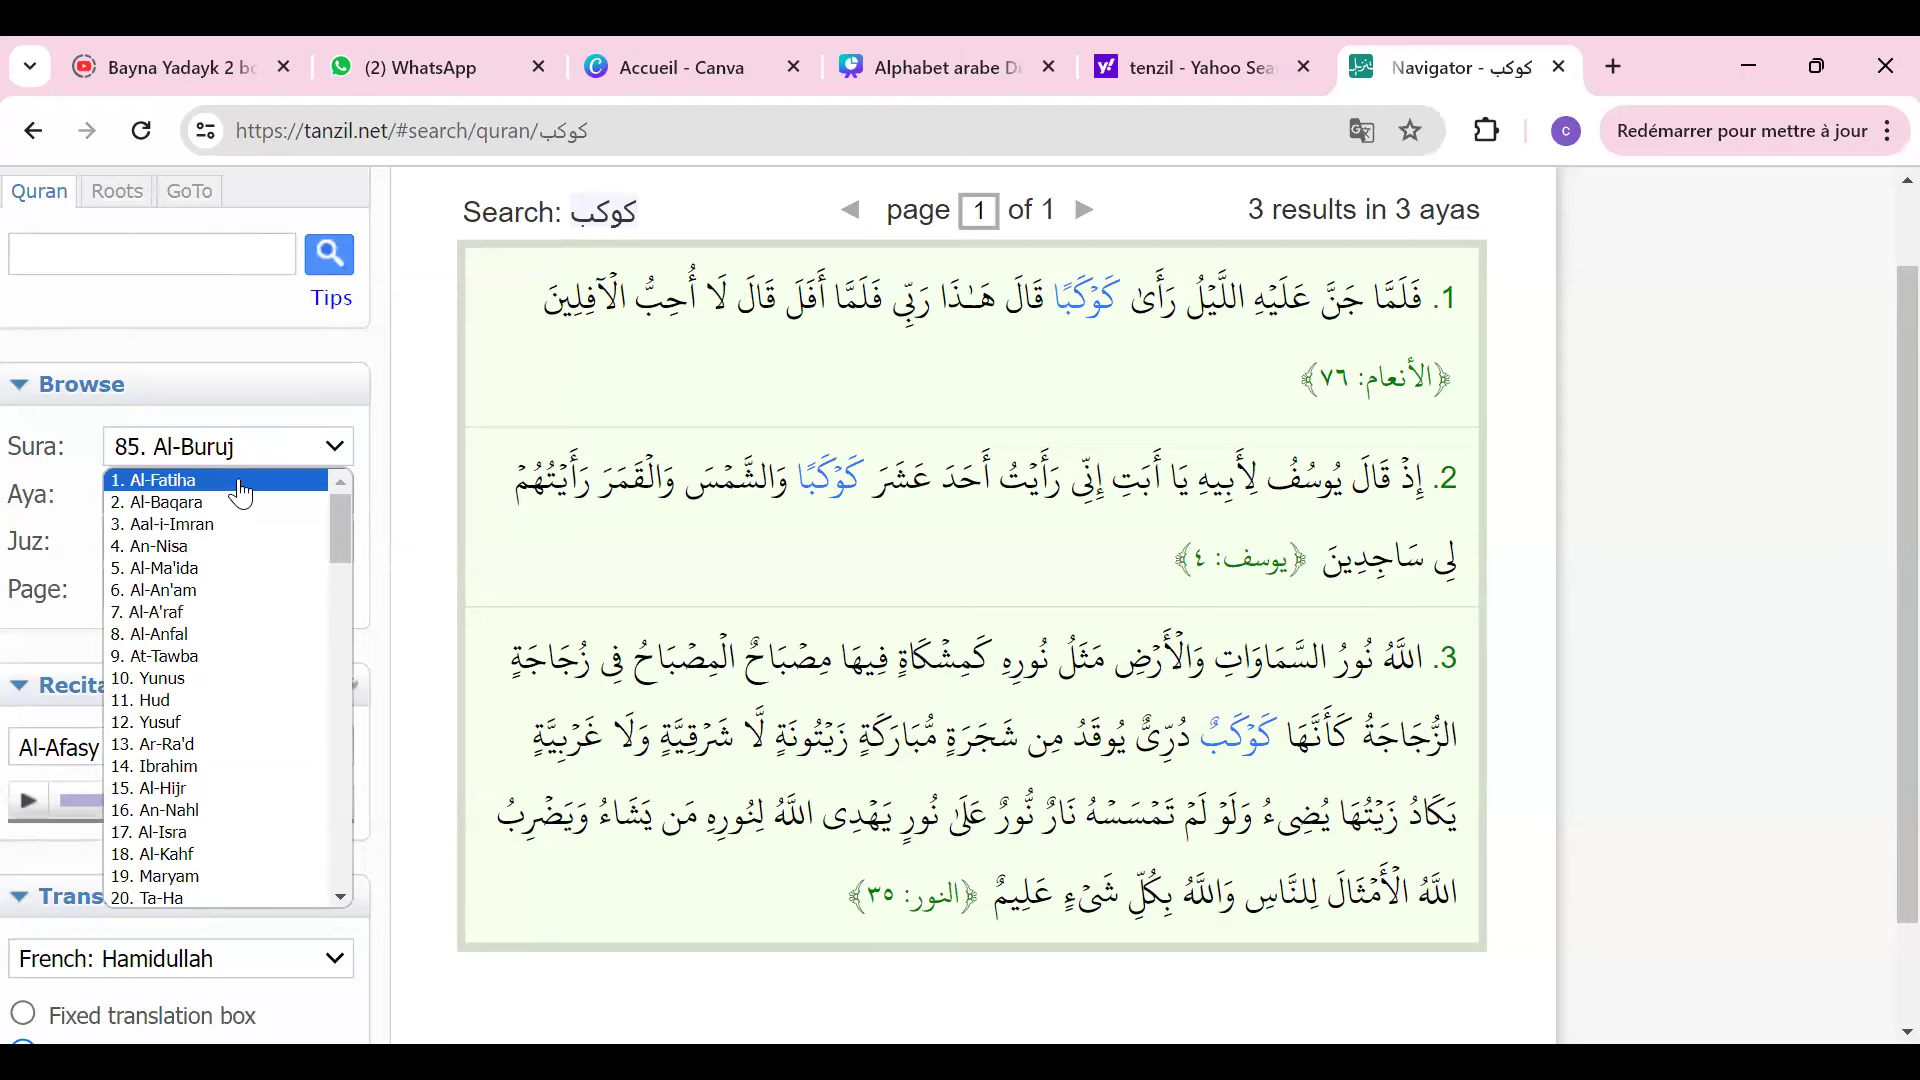 Bayna Yadayk 2 bo
(2) WhatsApp
Accueil - Canva
Alphabet arabe Di
tenzil - Yahoo Sea
Navigator - كوكب
https://tanzil.net/#search/quran/كوكب
c
Redémarrer pour mettre à jour
Quran
Roots
GoTo
Tips
Browse
Sura:
85. Al-Buruj
Aya:
Juz:
Page:
1. Al-Fatiha
2. Al-Baqara
3. Aal-i-Imran
4. An-Nisa
5. Al-Ma'ida
6. Al-An'am
7. Al-A'raf
8. Al-Anfal
9. At-Tawba
10. Yunus
11. Hud
12. Yusuf
13. Ar-Ra'd
14. Ibrahim
15. Al-Hijr
16. An-Nahl
17. Al-Isra
18. Al-Kahf
19. Maryam
20. Ta-Ha
Recita
Al-Afasy
Trans
French: Hamidullah
Fixed translation box
Search: كوكب
page 1 of 1
3 results in 3 ayas
1. فَلَمَّا جَنَّ عَلَيْهِ اللَّيْلُ رَأَىٰ كَوْكَبًا قَالَ هَـٰذَا رَبِّي فَلَمَّا أَفَلَ قَالَ لَا أُحِبُّ الْآفِلِينَ
﴿الأنعام: ٧٦﴾
2. إِذْ قَالَ يُوسُفُ لِأَبِيهِ يَا أَبَتِ إِنِّي رَأَيْتُ أَحَدَ عَشَرَ كَوْكَبًا وَالشَّمْسَ وَالْقَمَرَ رَأَيْتُهُمْ
لِي سَاجِدِينَ ﴿يوسف: ٤﴾
3. اللَّهُ نُورُ السَّمَاوَاتِ وَالْأَرْضِ مَثَلُ نُورِهِ كَمِشْكَاةٍ فِيهَا مِصْبَاحٌ الْمِصْبَاحُ فِي زُجَاجَةٍ
الزُّجَاجَةُ كَأَنَّهَا كَوْكَبٌ دُرِّيٌّ يُوقَدُ مِن شَجَرَةٍ مُّبَارَكَةٍ زَيْتُونَةٍ لَّا شَرْقِيَّةٍ وَلَا غَرْبِيَّةٍ
يَكَادُ زَيْتُهَا يُضِيءُ وَلَوْ لَمْ تَمْسَسْهُ نَارٌ نُّورٌ عَلَىٰ نُورٍ يَهْدِي اللَّهُ لِنُورِهِ مَن يَشَاءُ وَيَضْرِبُ
اللَّهُ الْأَمْثَالَ لِلنَّاسِ وَاللَّهُ بِكُلِّ شَيْءٍ عَلِيمٌ ﴿النور: ٣٥﴾